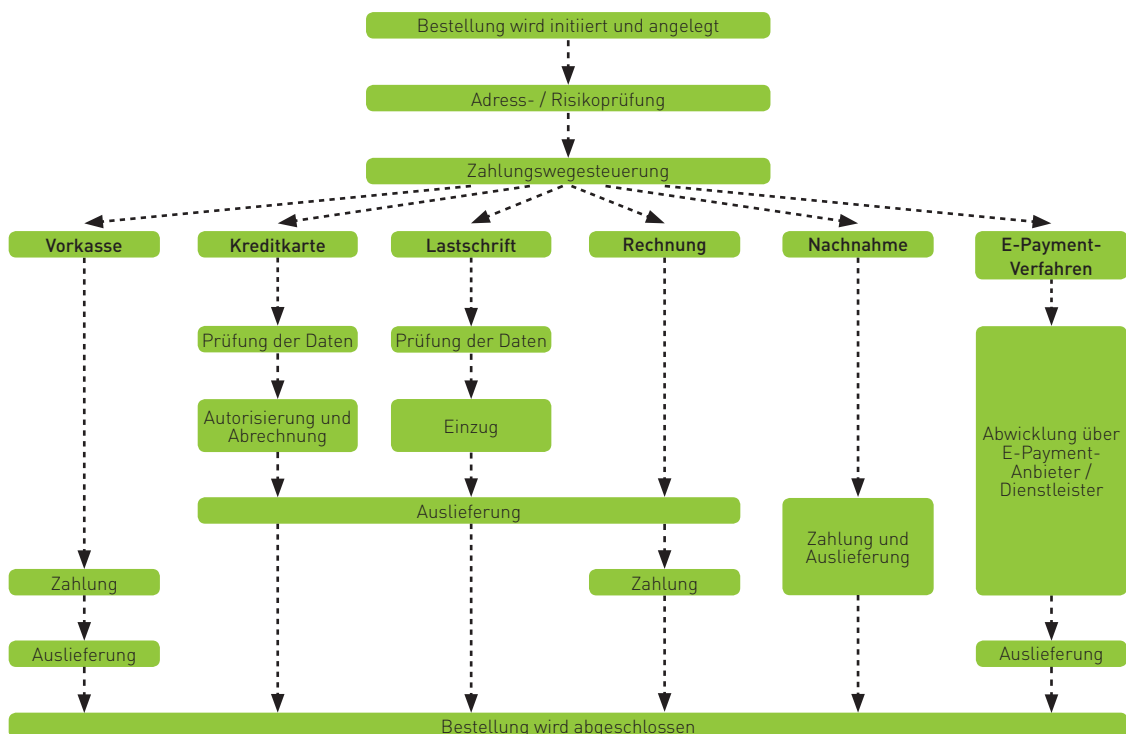 Bestellung wird initiiert und angelegt
Adress- / Risikoprüfung
Zahlungswegesteuerung
Vorkasse
Kreditkarte
Lastschrift
Rechnung
Nachnahme
E-Payment-
Verfahren
Prüfung der Daten
Prüfung der Daten
Autorisierung und
Abrechnung
Einzug
Abwicklung über
E-Payment-
Anbieter /
Dienstleister
Auslieferung
Zahlung und
Auslieferung
Zahlung
Zahlung
Auslieferung
Auslieferung
Bestellung wird abgeschlossen